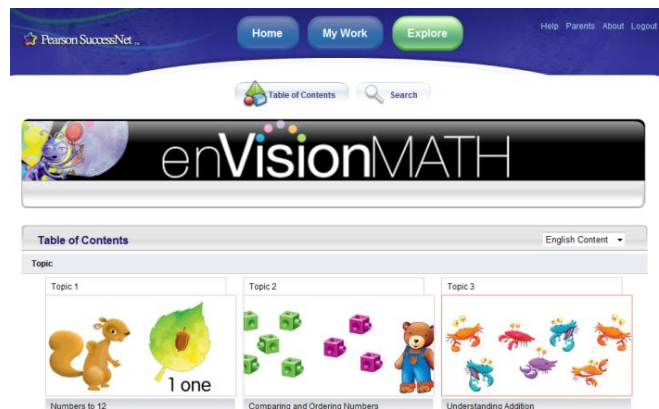 Pearson SuccessNet™
Home
My Work
Explore
Help Parents About Logout
Table of Contents
Search
enVisionMATH
Table of Contents
English Content
Topic
Topic 1
Topic 2
Topic 3
1 one
Numbers to 12
Comparing and Ordering Numbers
Understanding Addition